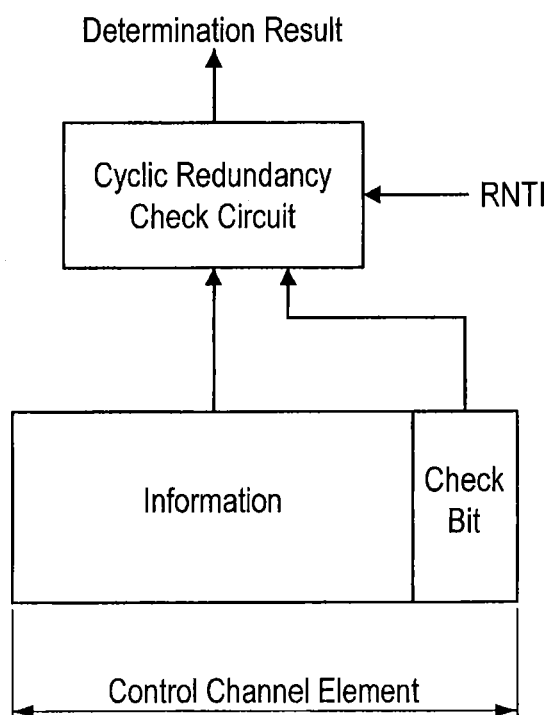 Determination Result
Cyclic Redundancy
Check Circuit
RNTI
Information
Check
Bit
Control Channel Element